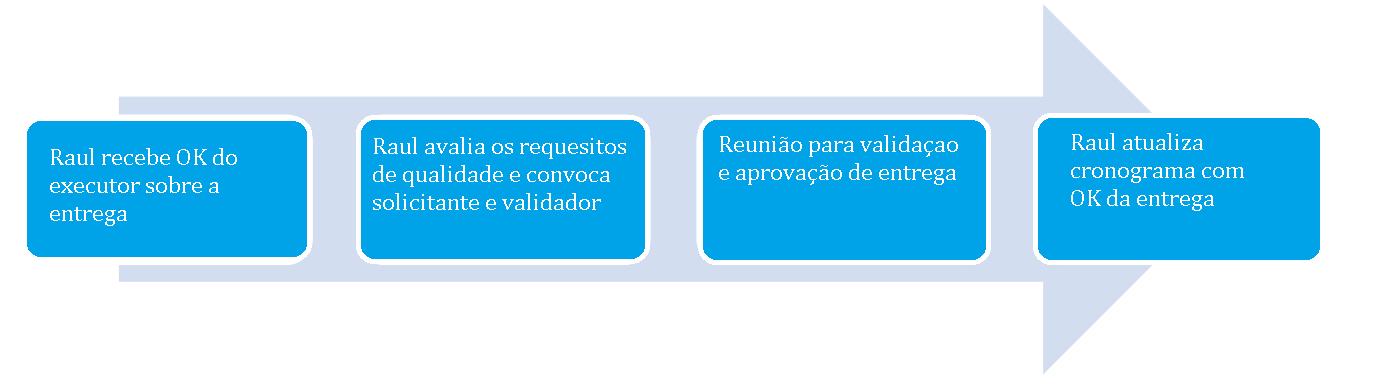 Raul recebe OK do
executor sobre a
entrega
Raul avalia os requesitos
de qualidade e convoca
solicitante e validador
Reunião para validaçao
e aprovação de entrega
Raul atualiza
cronograma com
OK da entrega